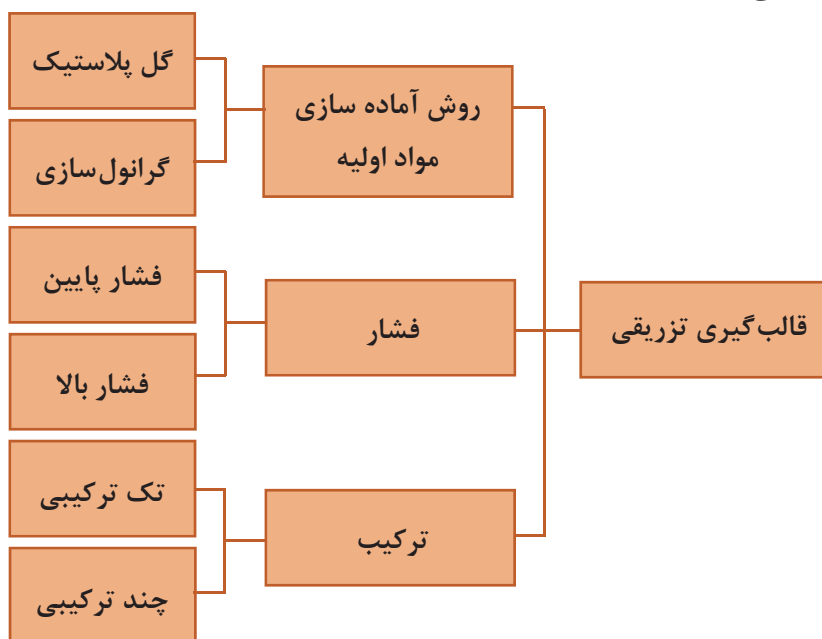 قالب‌گیری تزریقی
روش آماده سازی
مواد اولیه
گل پلاستیک
گرانول‌سازی
فشار
فشار پایین
فشار بالا
ترکیب
تک ترکیبی
چند ترکیبی